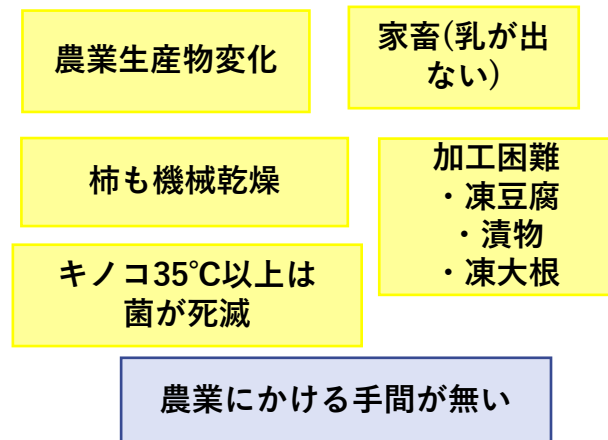 農業生産物変化
家畜(乳が出
ない)
柿も機械乾燥
加工困難
・凍豆腐
・漬物
・凍大根
キノコ35℃以上は
菌が死滅
農業にかける手間が無い